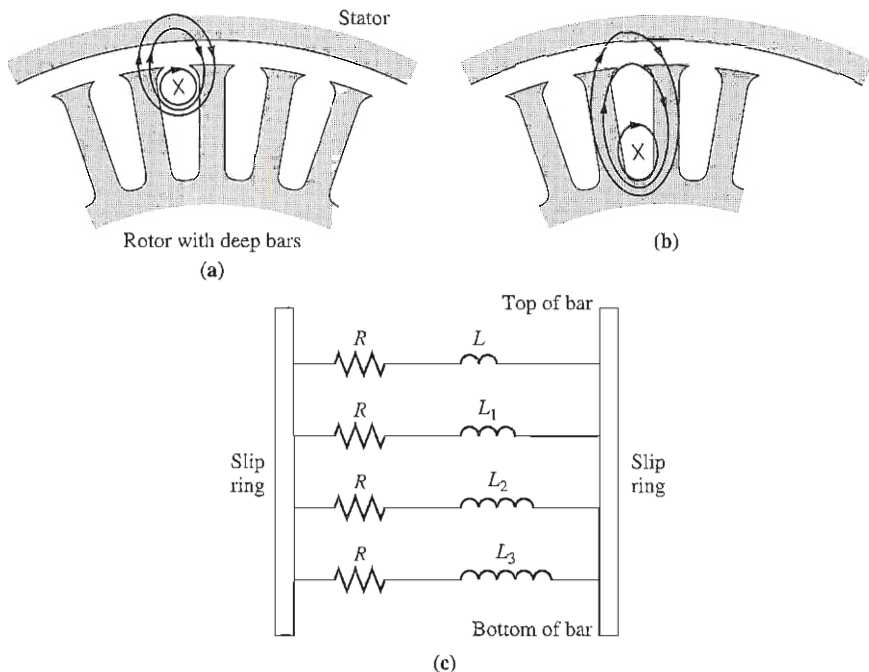 Stator
X
X
Rotor with deep bars
(a)
(b)
Top of bar
R
L
R
L₁
Slip
ring
Slip
ring
R
L₂
R
L₃
Bottom of bar
(c)